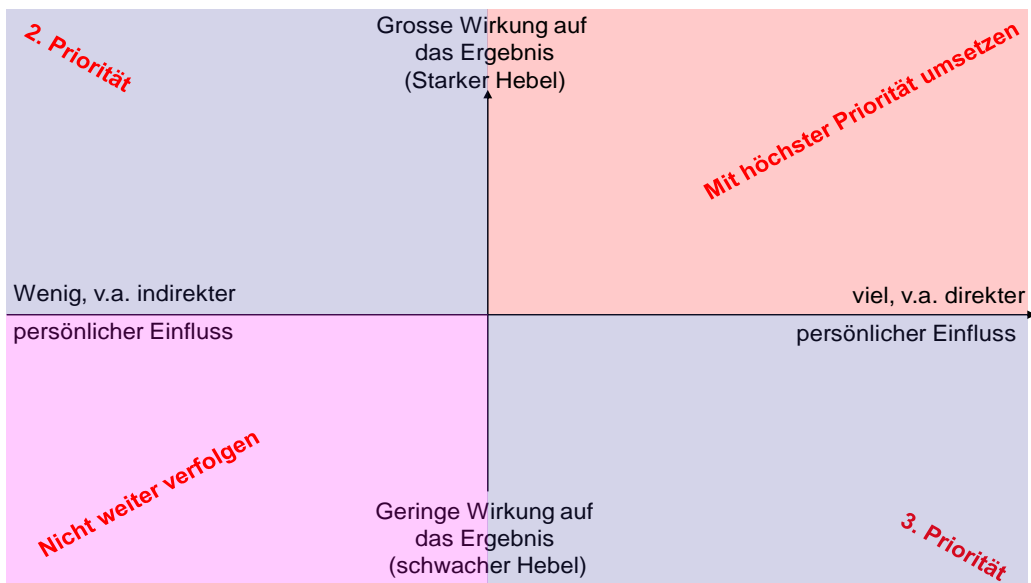 2. Priorität
Grosse Wirkung auf
das Ergebnis
(Starker Hebel)
Mit höchster Priorität umsetzen
Wenig, v.a. indirekter
persönlicher Einfluss
viel, v.a. direkter
persönlicher Einfluss
Nicht weiter verfolgen
Geringe Wirkung auf
das Ergebnis
(schwacher Hebel)
3. Priorität